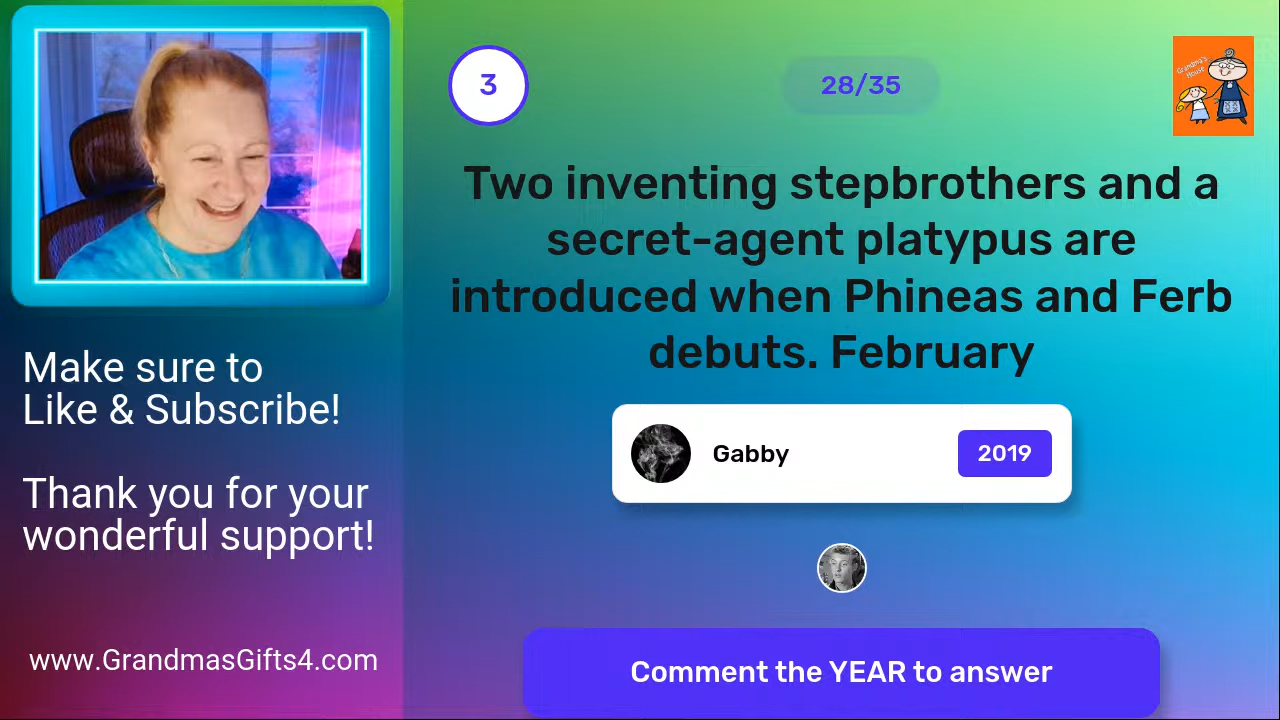 3
28/35
Grandma's
House
Two inventing stepbrothers and a
secret-agent platypus are
introduced when Phineas and Ferb
debuts. February
Gabby
2019
Comment the YEAR to answer
Make sure to
Like & Subscribe!
Thank you for your
wonderful support!
www.GrandmasGifts4.com